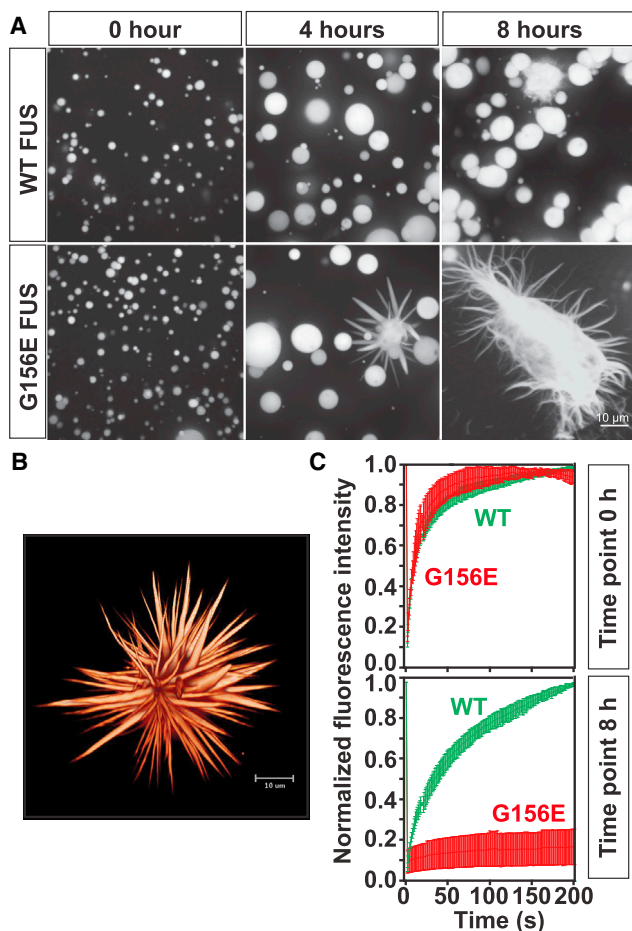 A
0 hour
4 hours
8 hours
WT FUS
G156E FUS
10 µm
B
10 um
C
Normalized fluorescence intensity
1.0
0.8
0.6
0.4
0.2
0.0
WT
G156E
Time point 0 h
1.0
0.8
0.6
0.4
0.2
0.0
WT
G156E
Time point 8 h
0
50
100
150
200
Time (s)